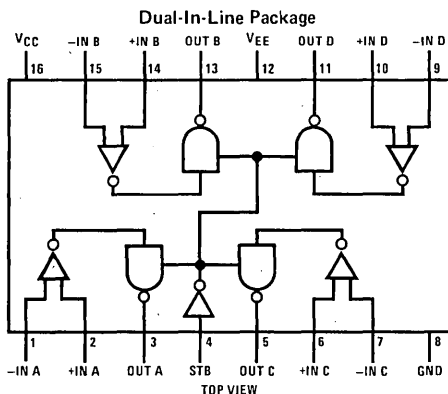 Dual-In-Line Package
VCC −IN B +IN B OUT B VEE OUT D +IN D −IN D
16 15 14 13 12 11 10 9
1 2 3 4 5 6 7 8
−IN A +IN A OUT A STB OUT C +IN C −IN C GND
TOP VIEW